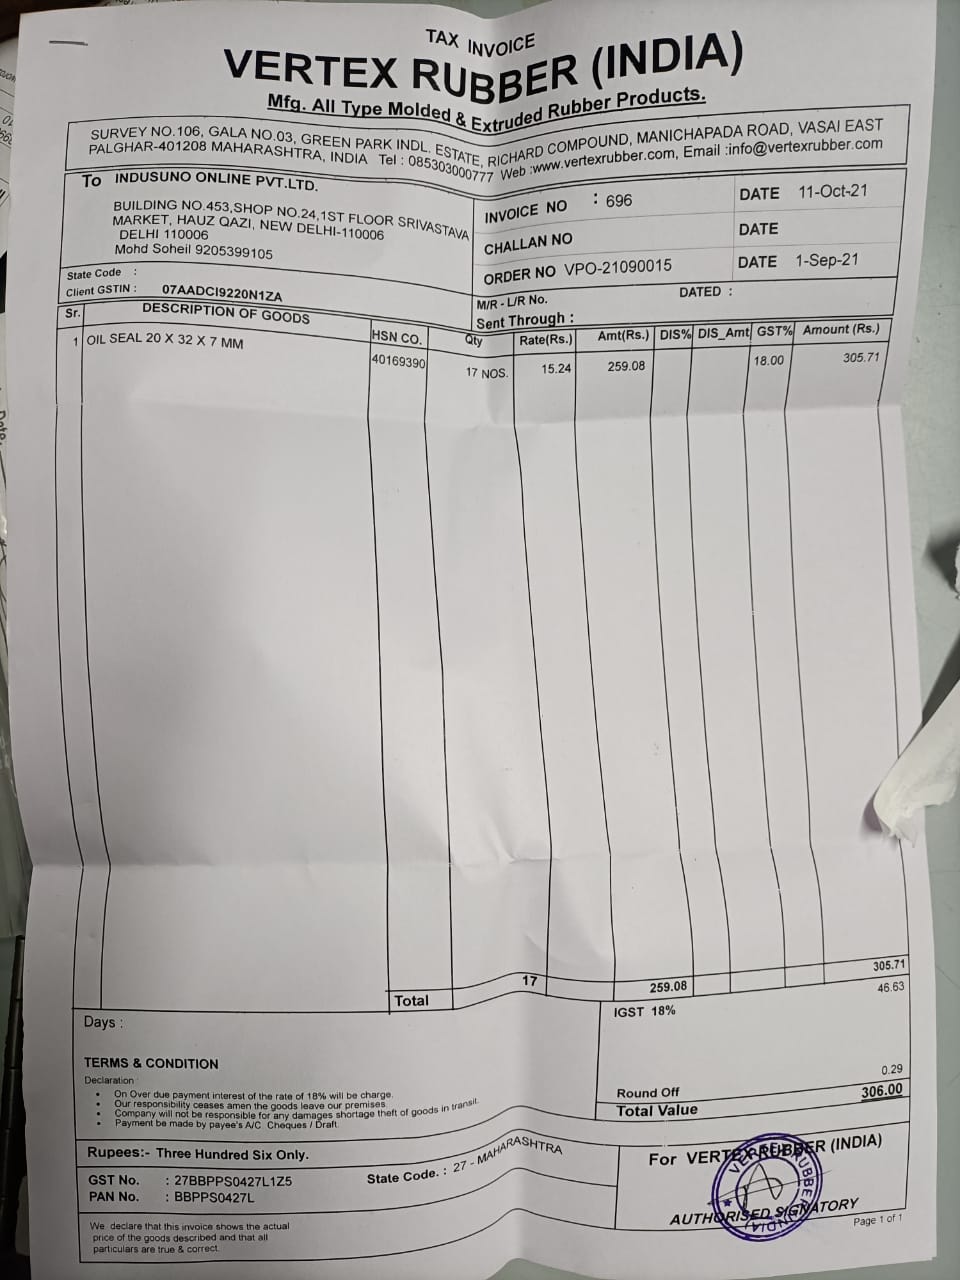 TAX INVOICE
VERTEX RUBBER (INDIA)
Mfg. All Type Molded & Extruded Rubber Products.
SURVEY NO.106, GALA NO.03, GREEN PARK INDL. ESTATE, RICHARD COMPOUND, MANICHAPADA ROAD, VASAI EAST
PALGHAR-401208 MAHARASHTRA, INDIA Tel : 085303000777 Web :www.vertexrubber.com, Email :info@vertexrubber.com
To INDUSUNO ONLINE PVT.LTD.
BUILDING NO.453,SHOP NO.24,1ST FLOOR SRIVASTAVA
MARKET, HAUZ QAZI, NEW DELHI-110006
DELHI 110006
Mohd Soheil 9205399105
State Code :
Client GSTIN : 07AADCI9220N1ZA
INVOICE NO : 696 DATE 11-Oct-21
CHALLAN NO DATE
ORDER NO VPO-21090015 DATE 1-Sep-21
M/R - L/R No. DATED :
Sent Through :
Sr. DESCRIPTION OF GOODS HSN CO. Qty Rate(Rs.) Amt(Rs.) DIS% DIS_Amt GST% Amount (Rs.)
1 OIL SEAL 20 X 32 X 7 MM 40169390 17 NOS. 15.24 259.08 18.00 305.71
Total 17 259.08 305.71
IGST 18% 46.63
Days :
TERMS & CONDITION
Declaration :
• On Over due payment interest of the rate of 18% will be charge.
• Our responsibility ceases amen the goods leave our premises.
• Company will not be responsible for any damages shortage theft of goods in transit.
• Payment be made by payee's A/C Cheques / Draft.
Round Off 0.29
Total Value 306.00
Rupees:- Three Hundred Six Only.
GST No. : 27BBPPS0427L1Z5 State Code. : 27 - MAHARASHTRA
PAN No. : BBPPS0427L
We declare that this invoice shows the actual
price of the goods described and that all
particulars are true & correct.
For VERTEX RUBBER (INDIA)
VERTEX RUBBER
INDIA
AUTHORISED SIGNATORY
Page 1 of 1